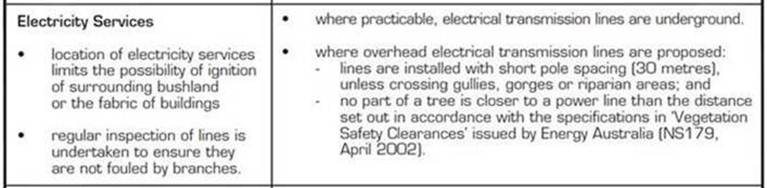 Electricity Services
• location of electricity services
limits the possibility of ignition
of surrounding bushland
or the fabric of buildings
• regular inspection of lines is
undertaken to ensure they
are not fouled by branches.
• where practicable, electrical transmission lines are underground.
• where overhead electrical transmission lines are proposed:
- lines are installed with short pole spacing (30 metres),
unless crossing gullies, gorges or riparian areas; and
- no part of a tree is closer to a power line than the distance
set out in accordance with the specifications in 'Vegetation
Safety Clearances' issued by Energy Australia (NS179,
April 2002).